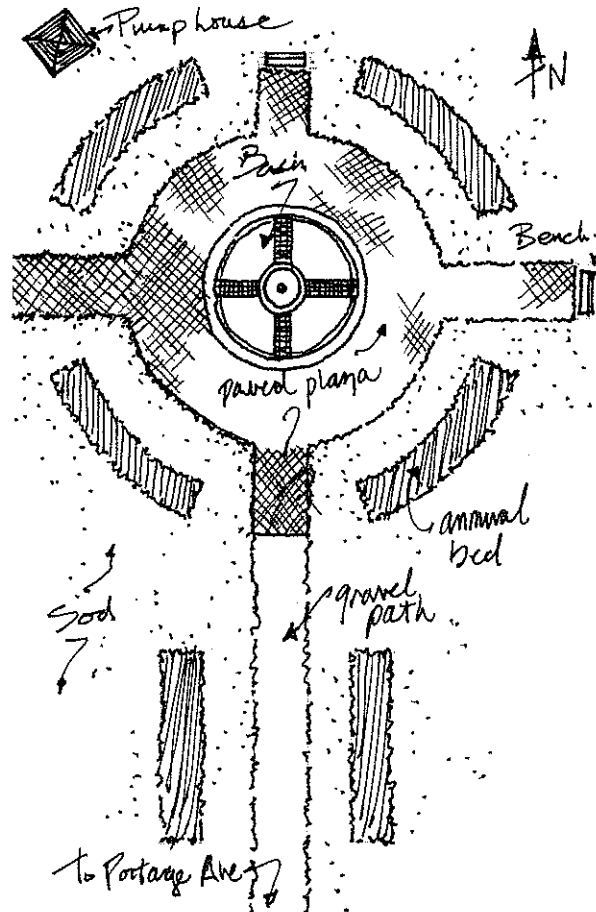 Pumphouse
N
Basin
Bench
paved plaza
annual
bed
gravel
path
Sod
to Portage Ave